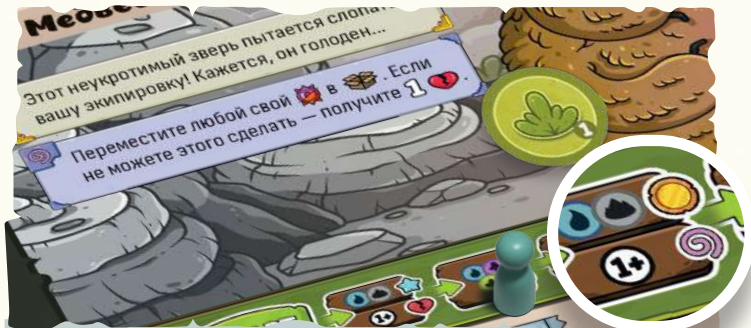 Этот неукротимый зверь пытается слопать
вашу экипировку! Кажется, он голоден...
Переместите любой свой в . Если
не можете этого сделать — получите 1 .
1
1+
1+